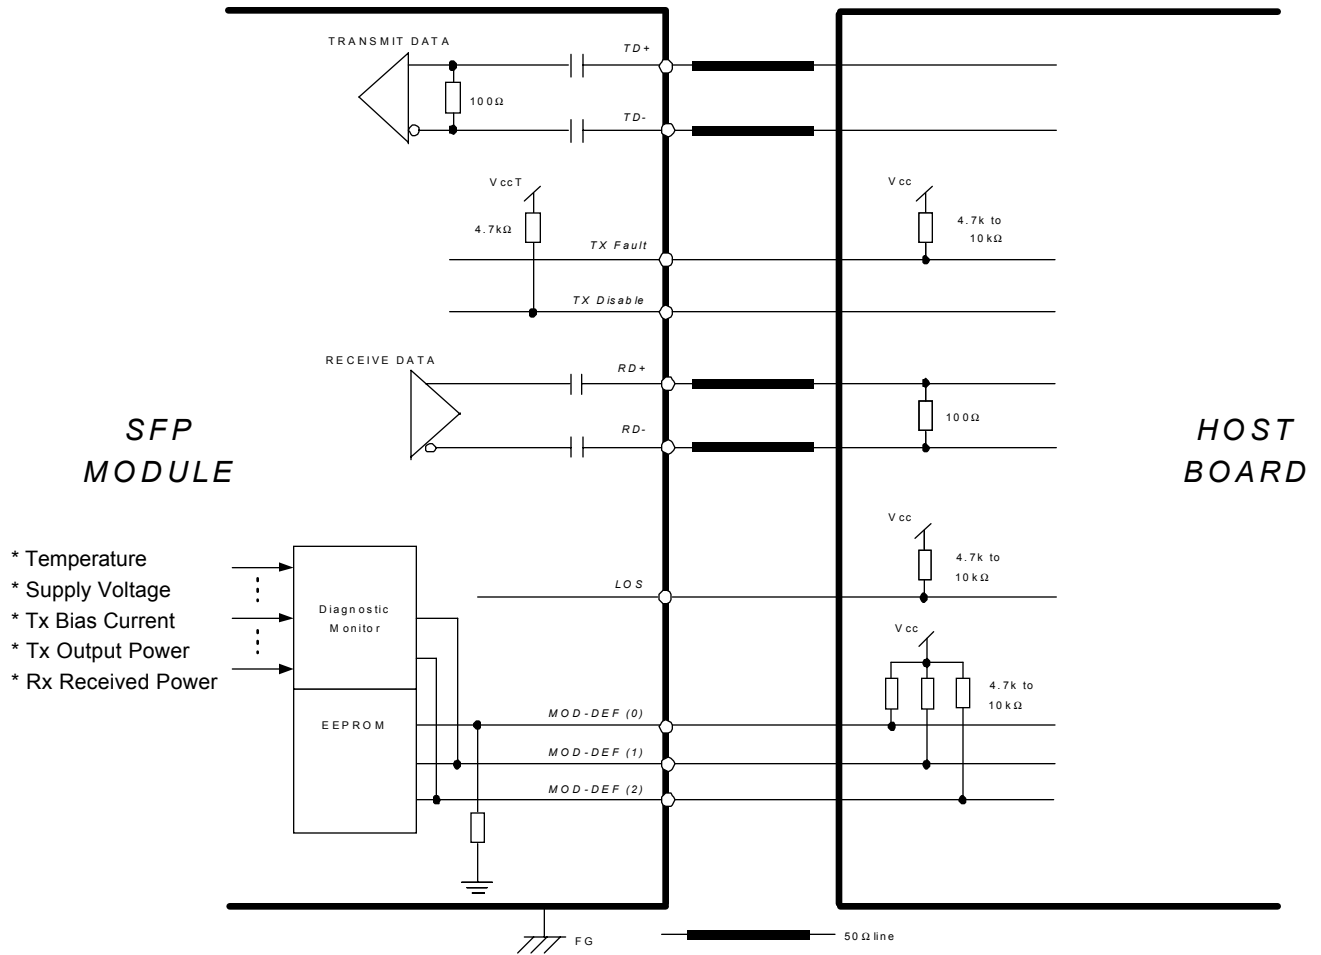 TRANSMIT DATA
TD+
100Ω
TD-
VccT
Vcc
4.7kΩ
4.7k to
10kΩ
TX Fault
TX Disable
RECEIVE DATA
RD+
100Ω
RD-
SFP
MODULE
HOST
BOARD
Vcc
4.7k to
10kΩ
LOS
* Temperature
* Supply Voltage
* Tx Bias Current
* Tx Output Power
* Rx Received Power
Diagnostic
Monitor
Vcc
4.7k to
10kΩ
EEPROM
MOD-DEF (0)
MOD-DEF (1)
MOD-DEF (2)
FG
50Ωline